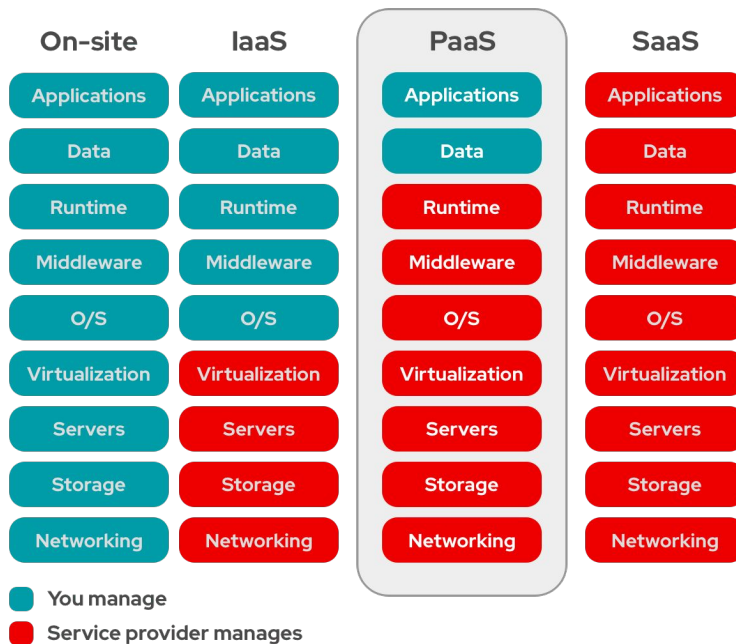 On-site IaaS PaaS SaaS
Applications Applications Applications Applications
Data Data Data Data
Runtime Runtime Runtime Runtime
Middleware Middleware Middleware Middleware
O/S O/S O/S O/S
Virtualization Virtualization Virtualization Virtualization
Servers Servers Servers Servers
Storage Storage Storage Storage
Networking Networking Networking Networking
You manage
Service provider manages